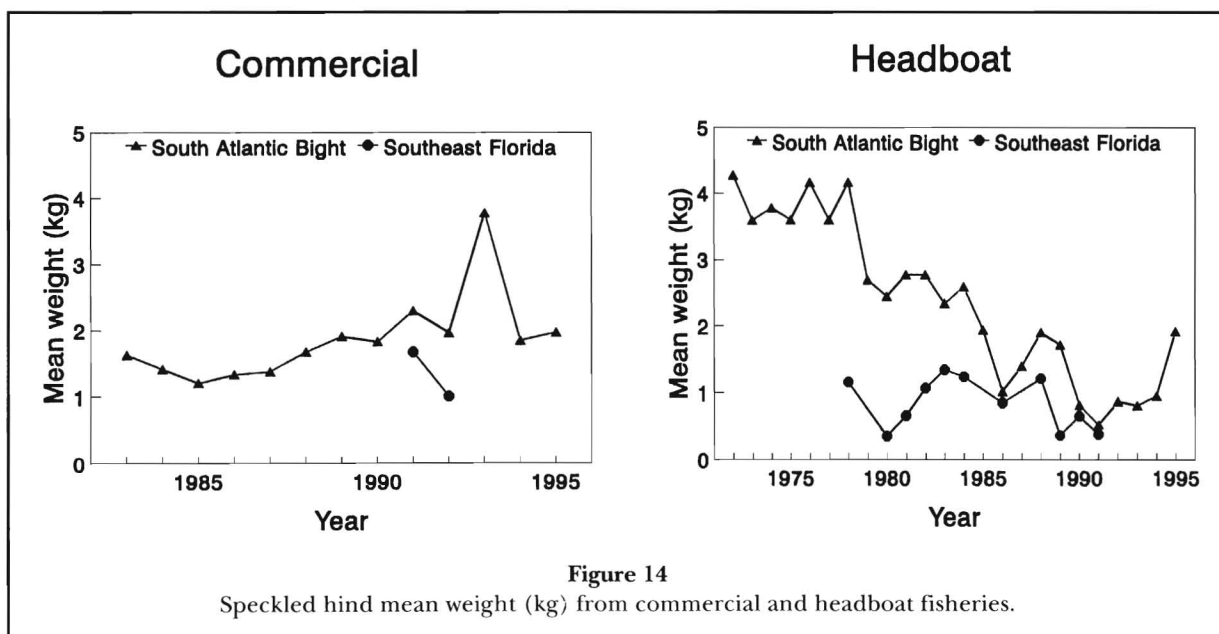 Commercial
South Atlantic Bight Southeast Florida
5
4
3
2
1
0
Mean weight (kg)
1985 1990 1995
Year
Headboat
South Atlantic Bight Southeast Florida
5
4
3
2
1
0
Mean weight (kg)
1975 1980 1985 1990 1995
Year
Figure 14
Speckled hind mean weight (kg) from commercial and headboat fisheries.